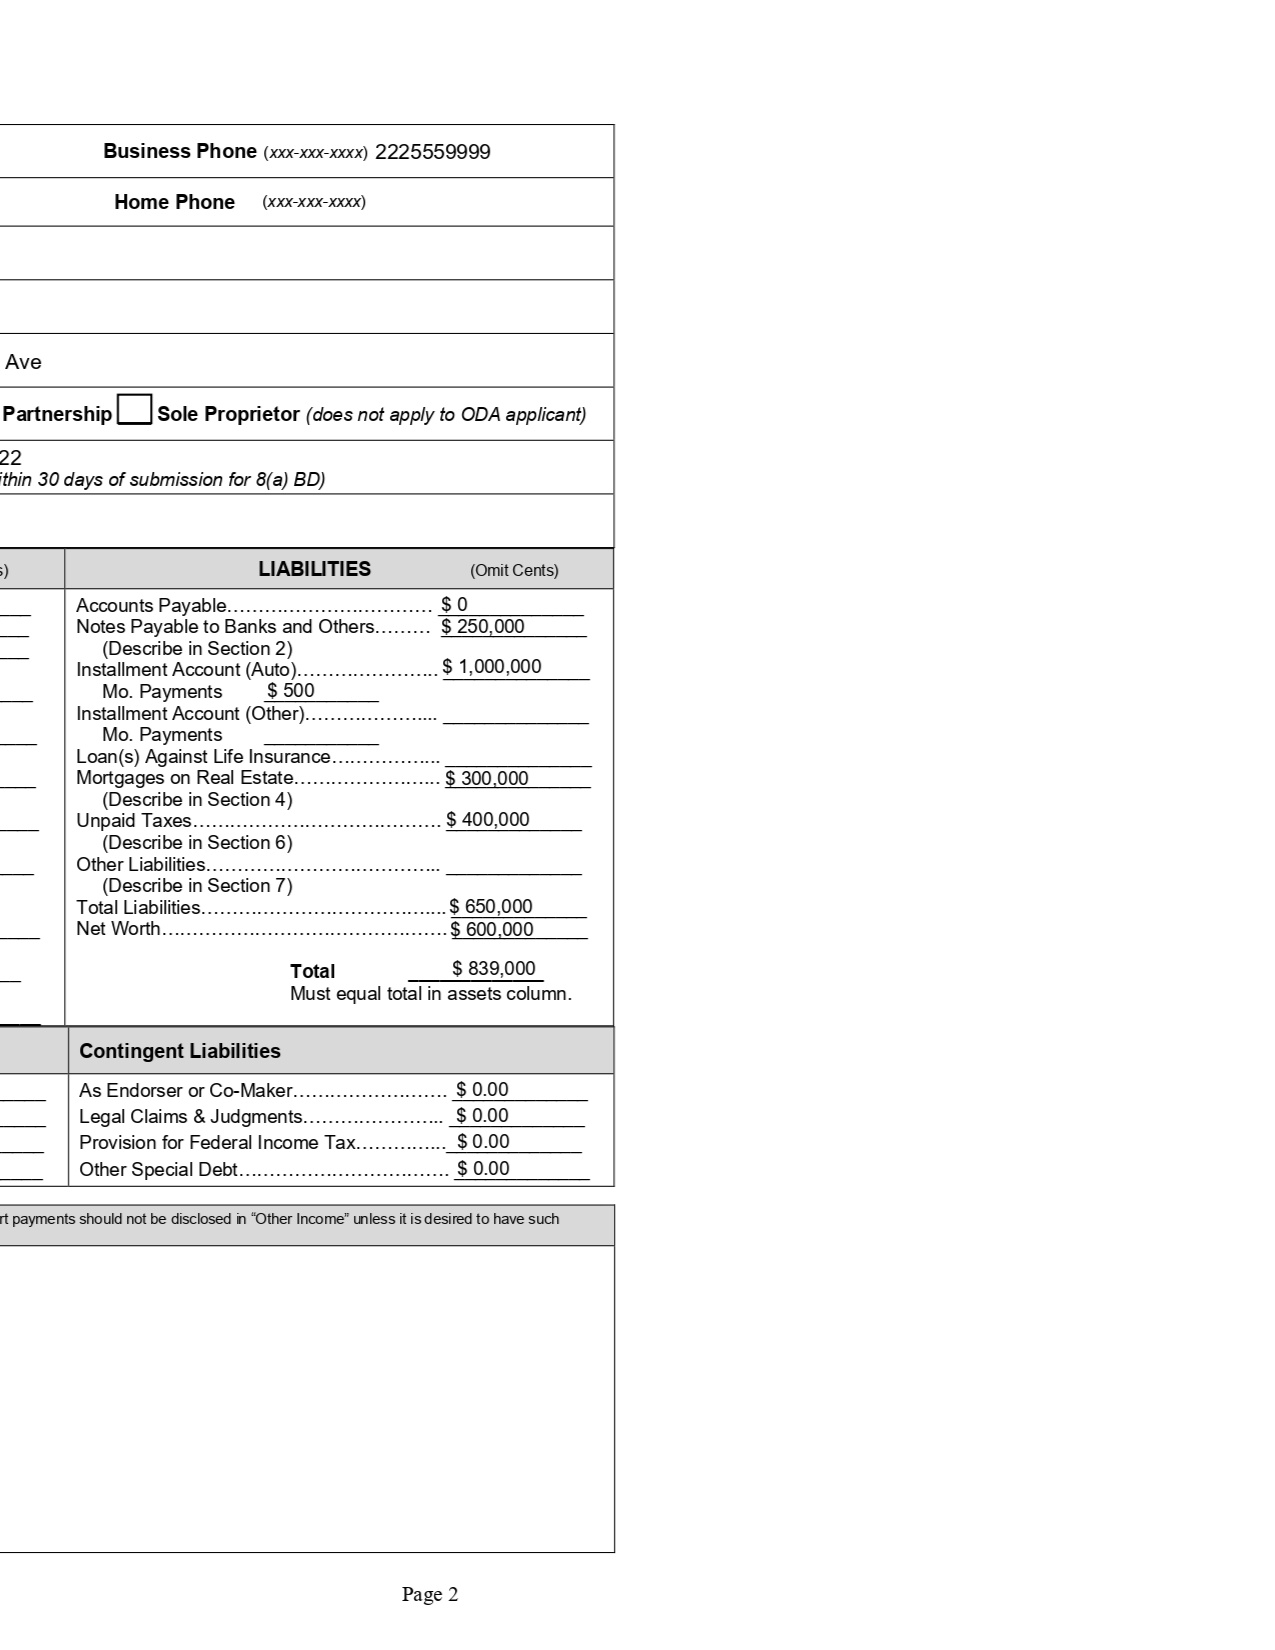 Business Phone (xxx-xxx-xxxx) 2225559999
Home Phone (xxx-xxx-xxxx)
Ave
Partnership Sole Proprietor (does not apply to ODA applicant)
22
ithin 30 days of submission for 8(a) BD)
s) LIABILITIES (Omit Cents)
Accounts Payable………………………………… $ 0
Notes Payable to Banks and Others……… $ 250,000
(Describe in Section 2)
Installment Account (Auto)…………………….. $ 1,000,000
Mo. Payments $ 500
Installment Account (Other)………………….... ______________
Mo. Payments ___________
Loan(s) Against Life Insurance…………….. ______________
Mortgages on Real Estate…………………….. $ 300,000
(Describe in Section 4)
Unpaid Taxes………………………………….. $ 400,000
(Describe in Section 6)
Other Liabilities……………………………….. _____________
(Describe in Section 7)
Total Liabilities………………………………….. $ 650,000
Net Worth……………………………………….. $ 600,000
Total $ 839,000
Must equal total in assets column.
Contingent Liabilities
As Endorser or Co-Maker……………………. $ 0.00
Legal Claims & Judgments………………….. $ 0.00
Provision for Federal Income Tax………….. $ 0.00
Other Special Debt……………………………. $ 0.00
rt payments should not be disclosed in “Other Income” unless it is desired to have such
Page 2